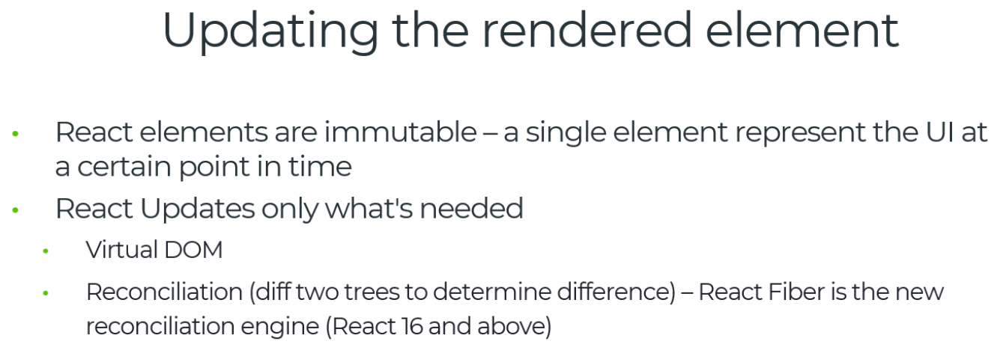 Updating the rendered element
• React elements are immutable – a single element represent the UI at
a certain point in time
• React Updates only what's needed
• Virtual DOM
• Reconciliation (diff two trees to determine difference) – React Fiber is the new
reconciliation engine (React 16 and above)